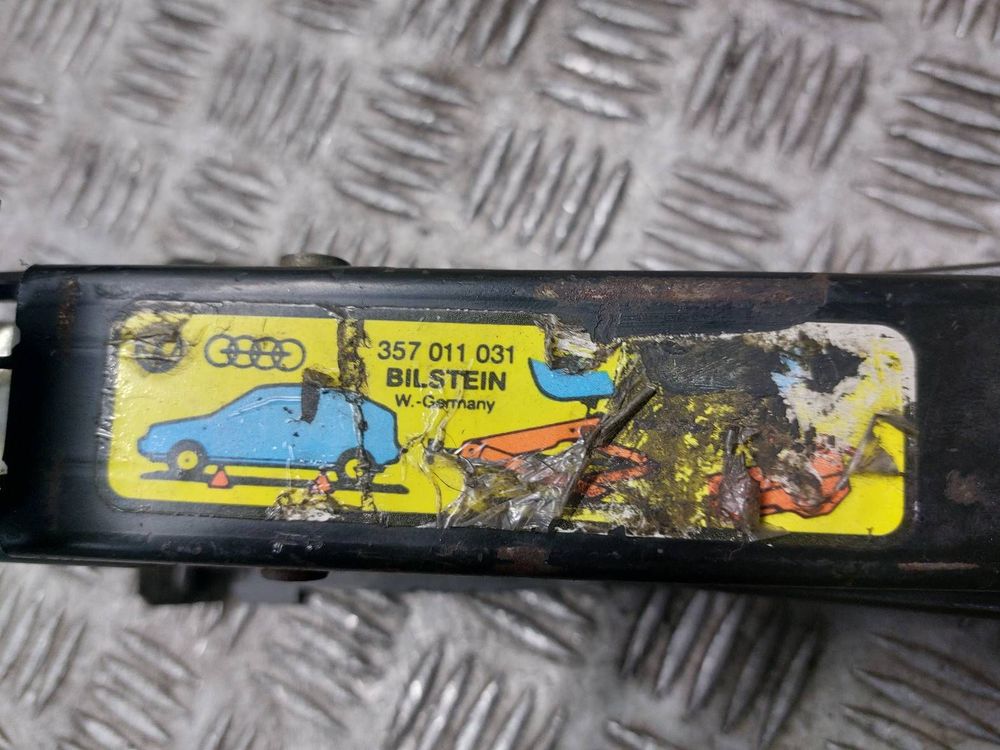 357 011 031
BILSTEIN
W.-Germany